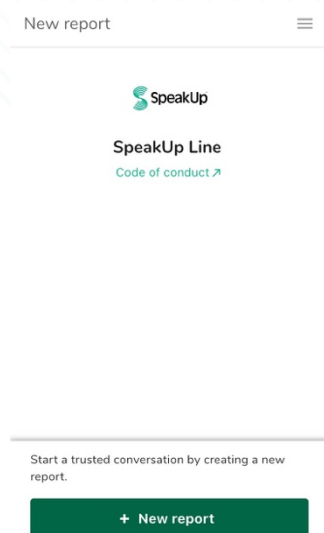 New report
SpeakUp
SpeakUp Line
Code of conduct
Start a trusted conversation by creating a new
report.
+ New report